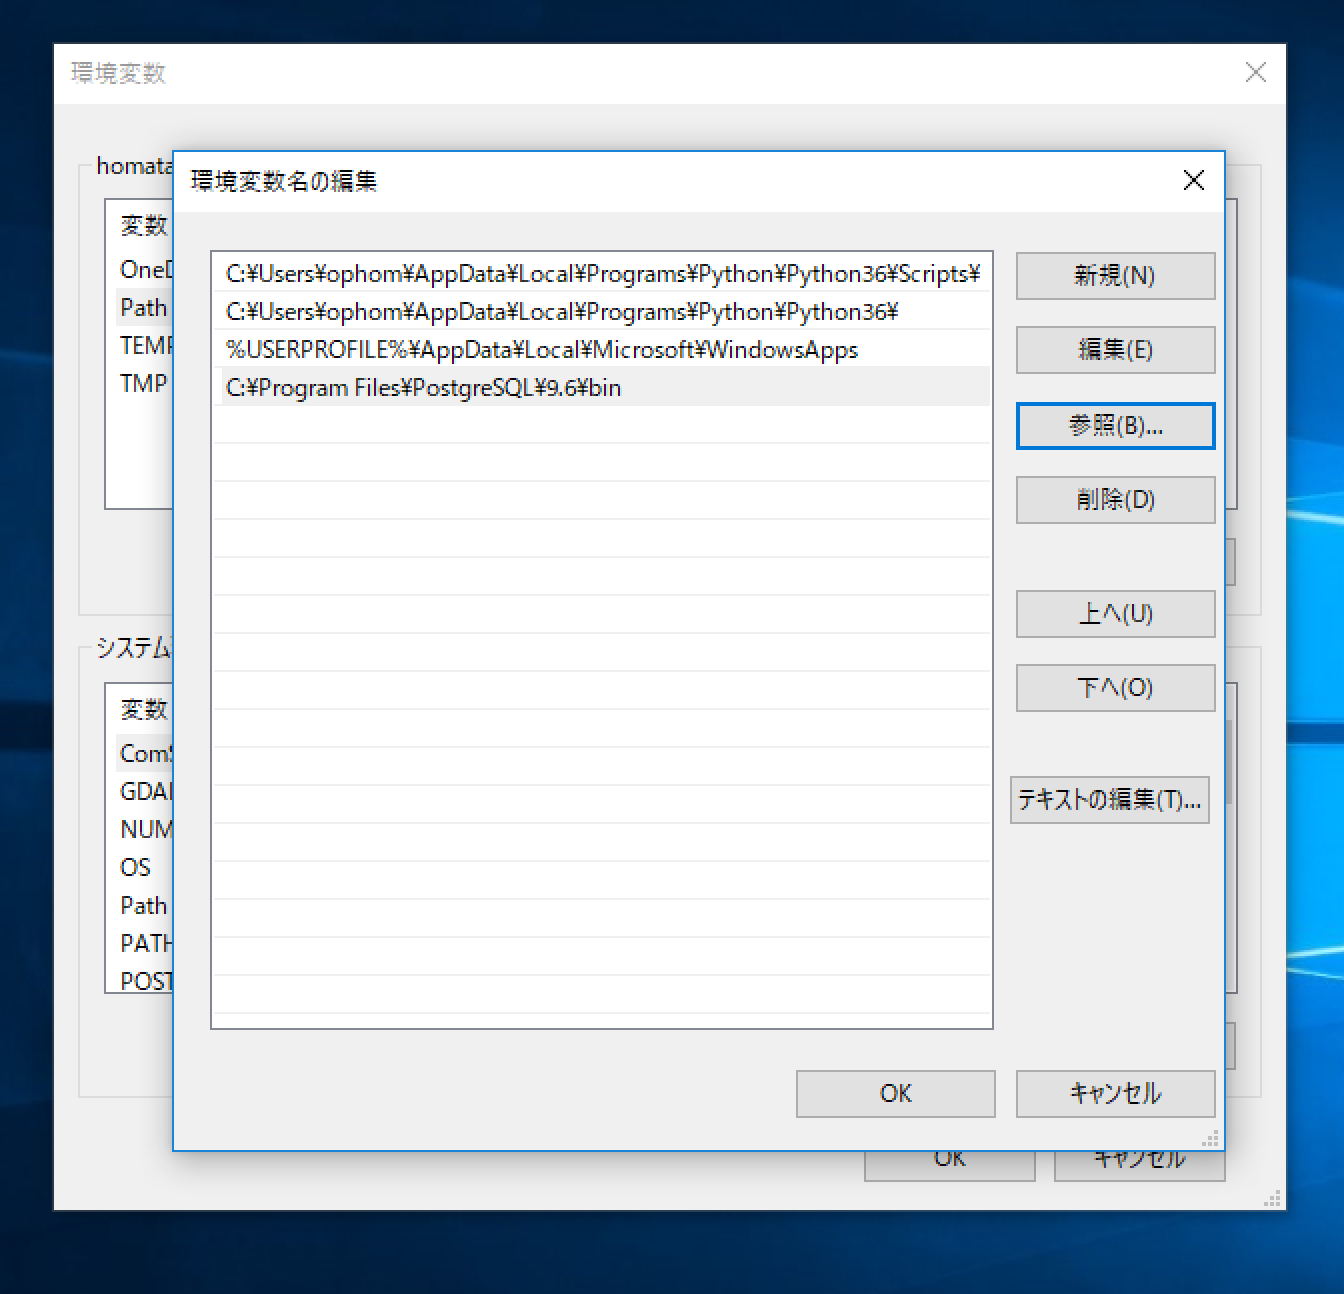 環境変数
homata
環境変数名の編集
変数
OneD
Path
TEMP
TMP
C:¥Users¥ophom¥AppData¥Local¥Programs¥Python¥Python36¥Scripts¥
C:¥Users¥ophom¥AppData¥Local¥Programs¥Python¥Python36¥
%USERPROFILE%¥AppData¥Local¥Microsoft¥WindowsApps
C:¥Program Files¥PostgreSQL¥9.6¥bin
新規(N)
編集(E)
参照(B)...
削除(D)
上へ(U)
下へ(O)
テキストの編集(T)...
システム
変数
ComS
GDAL
NUM
OS
Path
PATH
POST
OK
キャンセル
OK
キャンセル